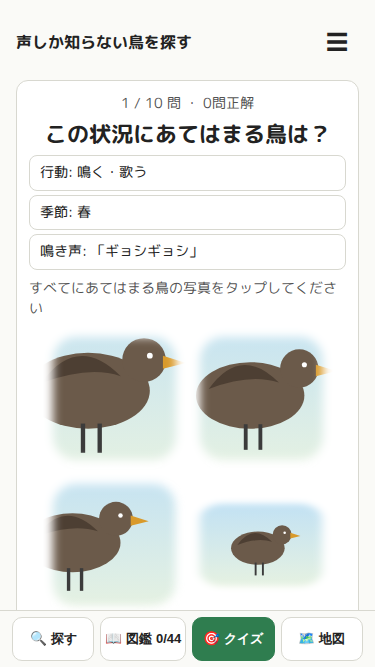 声しか知らない鳥を探す
1 / 10 問 · 0問正解
この状況にあてはまる鳥は？
行動: 鳴く・歌う
季節: 春
鳴き声: 「ギョシギョシ」
すべてにあてはまる鳥の写真をタップしてくださ
い
🔍 探す
📖 図鑑 0/44
🎯 クイズ
🗺️ 地図